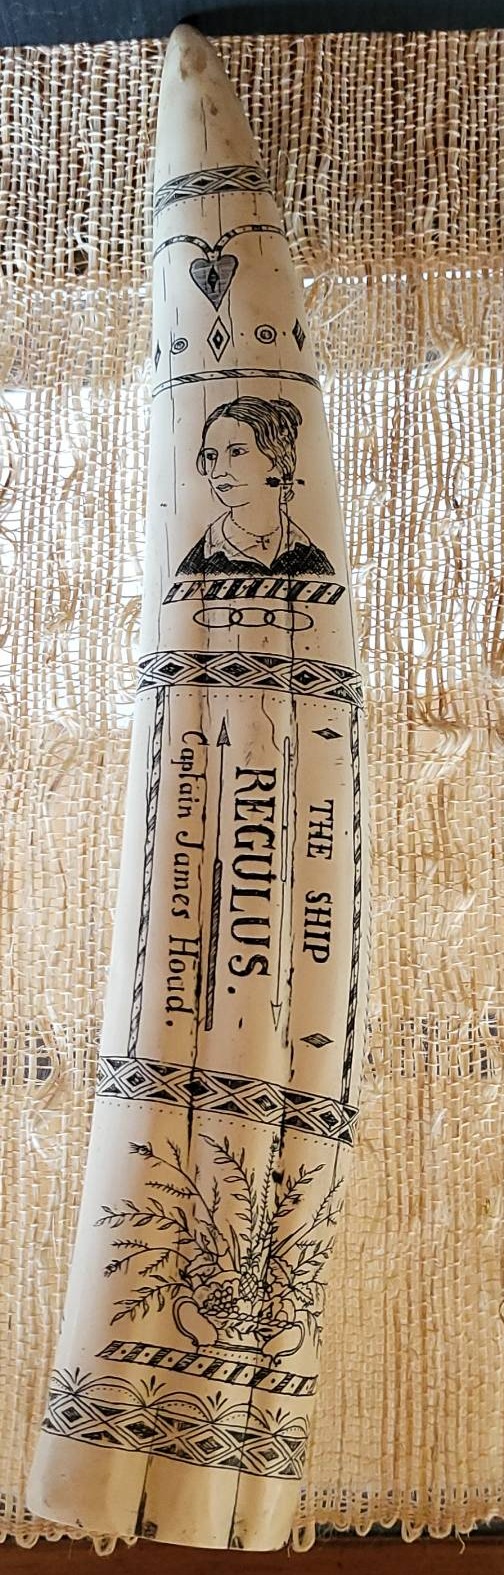 THE SHIP
REGULUS.
Captain James Hoad.